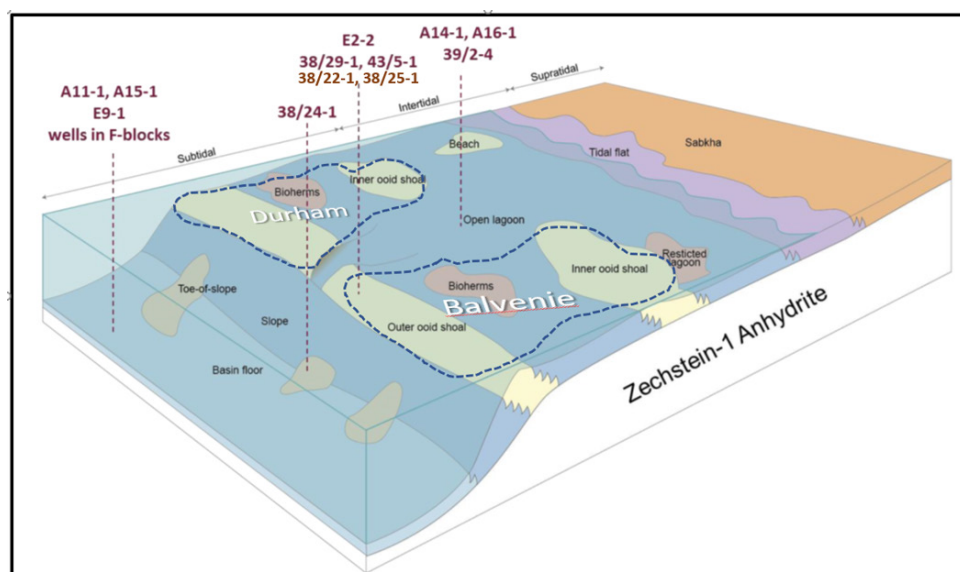 A11-1, A15-1
E9-1
wells in F-blocks
38/24-1
E2-2
38/29-1, 43/5-1
38/22-1, 38/25-1
A14-1, A16-1
39/2-4
Subtidal
Intertidal
Supratidal
Beach
Tidal flat
Sabkha
Bioherms
Inner ooid shoal
Durham
Open lagoon
Toe-of-slope
Slope
Basin floor
Bioherms
Balvenie
Outer ooid shoal
Inner ooid shoal
Resticted
lagoon
Zechstein-1 Anhydrite